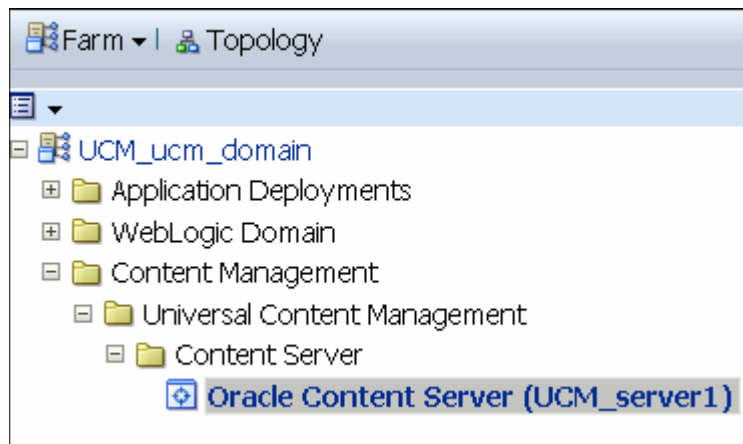 Farm Topology
UCM_ucm_domain
Application Deployments
WebLogic Domain
Content Management
Universal Content Management
Content Server
Oracle Content Server (UCM_server1)